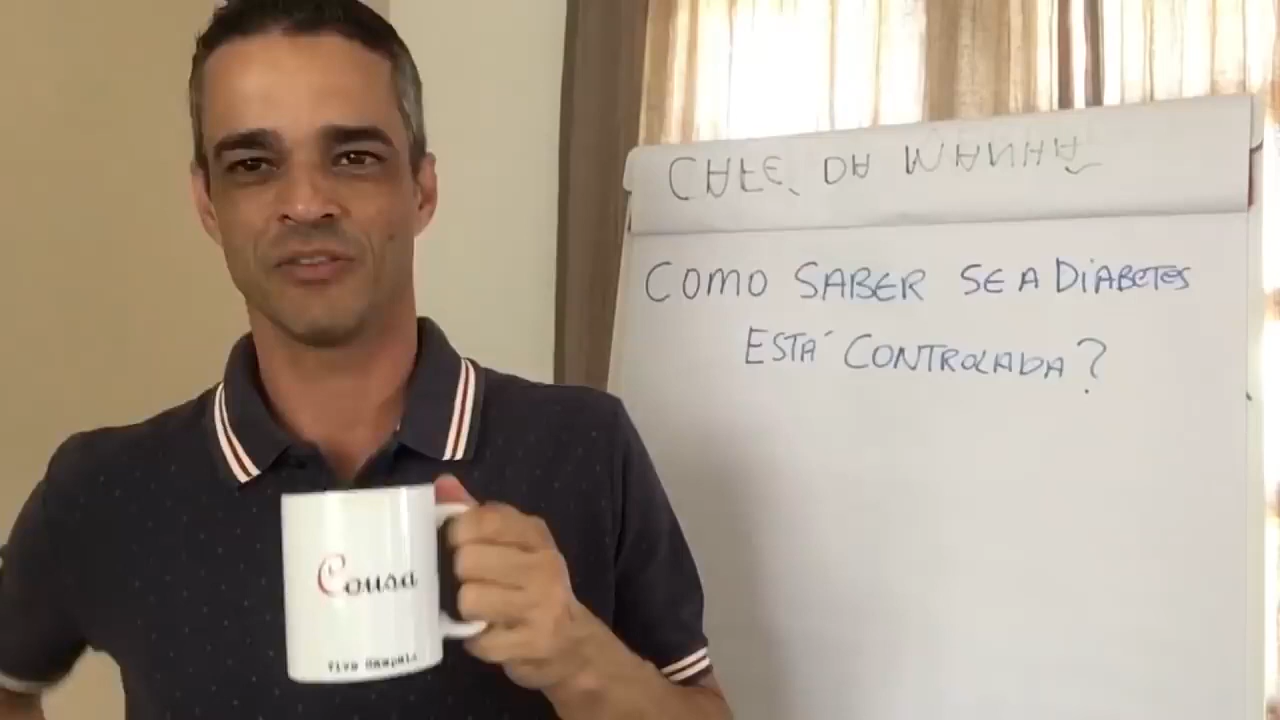 CAFÉ DA MANHÃ
COMO SABER SE A DIABETES
ESTÁ CONTROLADA?
Cousa